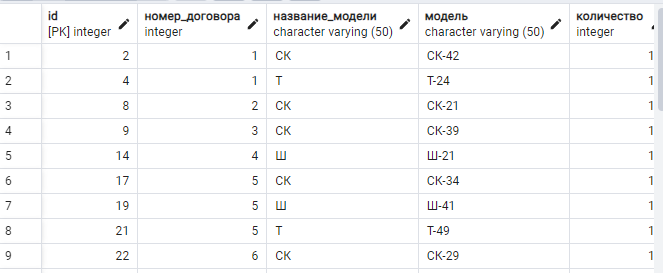 id номер_договора название_модели модель количество
[PK] integer integer character varying (50) character varying (50) integer
1 2 1 СК СК-42 1
2 4 1 Т Т-24 1
3 8 2 СК СК-21 1
4 9 3 СК СК-39 1
5 14 4 Ш Ш-21 1
6 17 5 СК СК-34 1
7 19 5 Ш Ш-41 1
8 21 5 Т Т-49 1
9 22 6 СК СК-29 1